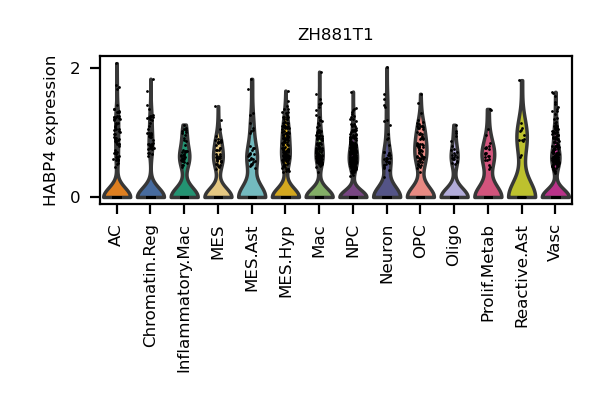 ZH881T1
HABP4 expression
2
0
AC
Chromatin.Reg
Inflammatory.Mac
MES
MES.Ast
MES.Hyp
Mac
NPC
Neuron
OPC
Oligo
Prolif.Metab
Reactive.Ast
Vasc